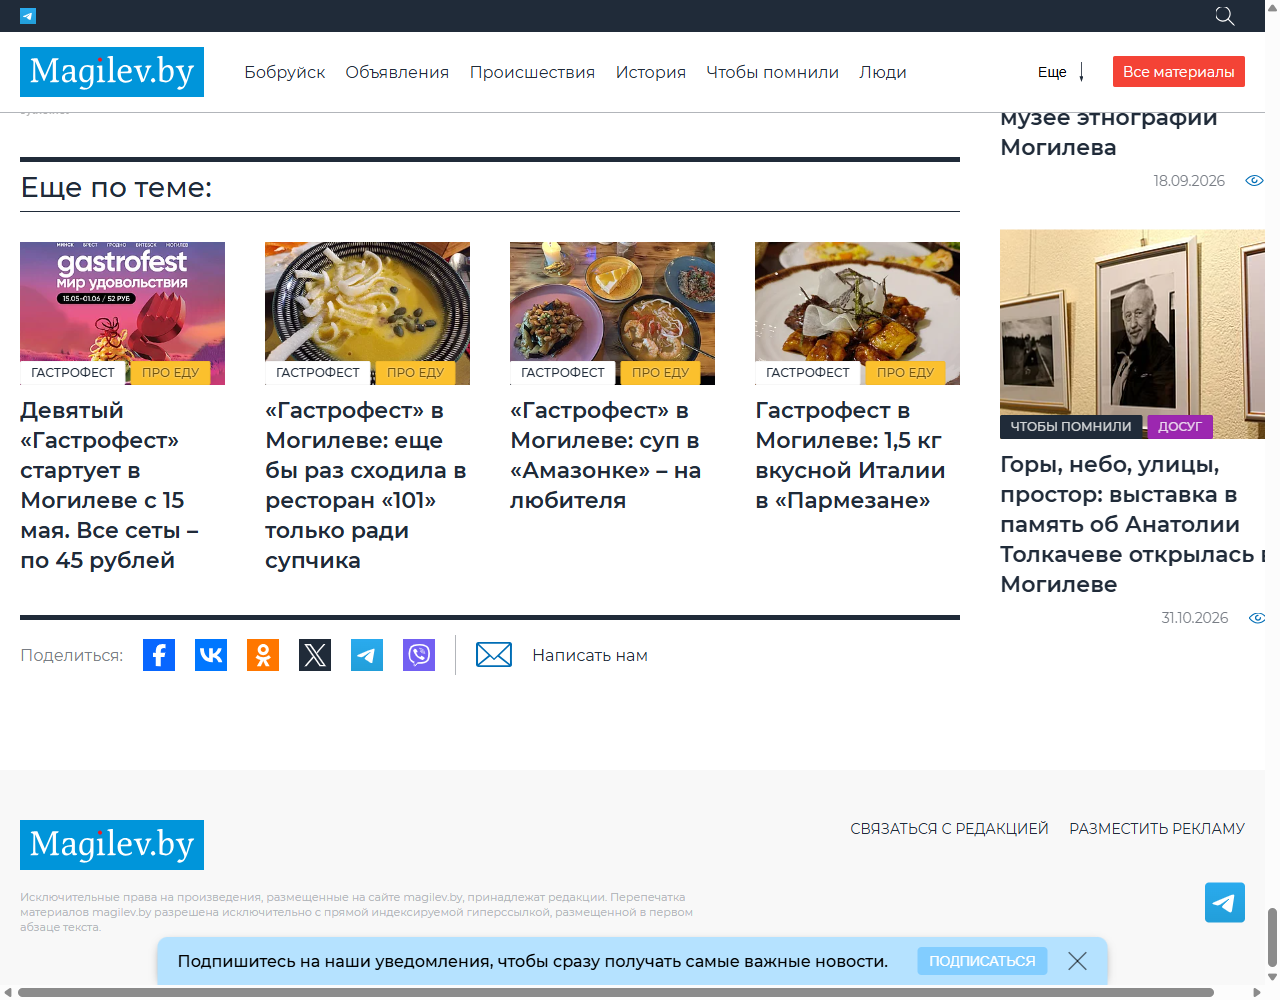 Magilev.by
Бобруйск
Объявления
Происшествия
История
Чтобы помнили
Люди
Еще
Все материалы
Еще по теме:
МИНСК БРЕСТ ГРОДНО ВИТЕБСК МОГИЛЕВ
gastrofest
мир удовольствия
15.05-01.06 / 52 РУБ
ГАСТРОФЕСТ
ПРО ЕДУ
Девятый
«Гастрофест»
стартует в
Могилеве с 15
мая. Все сеты –
по 45 рублей
ГАСТРОФЕСТ
ПРО ЕДУ
«Гастрофест» в
Могилеве: еще
бы раз сходила в
ресторан «101»
только ради
супчика
ГАСТРОФЕСТ
ПРО ЕДУ
«Гастрофест» в
Могилеве: суп в
«Амазонке» – на
любителя
ГАСТРОФЕСТ
ПРО ЕДУ
Гастрофест в
Могилеве: 1,5 кг
вкусной Италии
в «Пармезане»
музее этнографии
Могилева
18.09.2026
ЧТОБЫ ПОМНИЛИ
ДОСУГ
Горы, небо, улицы,
простор: выставка в
память об Анатолии
Толкачеве открылась в
Могилеве
31.10.2026
Поделиться:
Написать нам
Magilev.by
СВЯЗАТЬСЯ С РЕДАКЦИЕЙ
РАЗМЕСТИТЬ РЕКЛАМУ
Исключительные права на произведения, размещенные на сайте magilev.by, принадлежат редакции. Перепечатка
материалов magilev.by разрешена исключительно с прямой индексируемой гиперссылкой, размещенной в первом
абзаце текста.
Подпишитесь на наши уведомления, чтобы сразу получать самые важные новости.
ПОДПИСАТЬСЯ